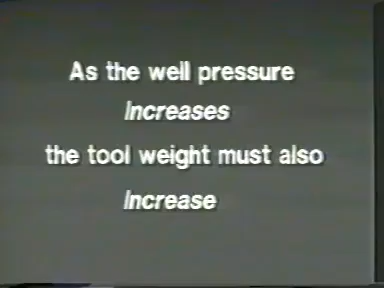 As the well pressure
Increases
the tool weight must also
Increase